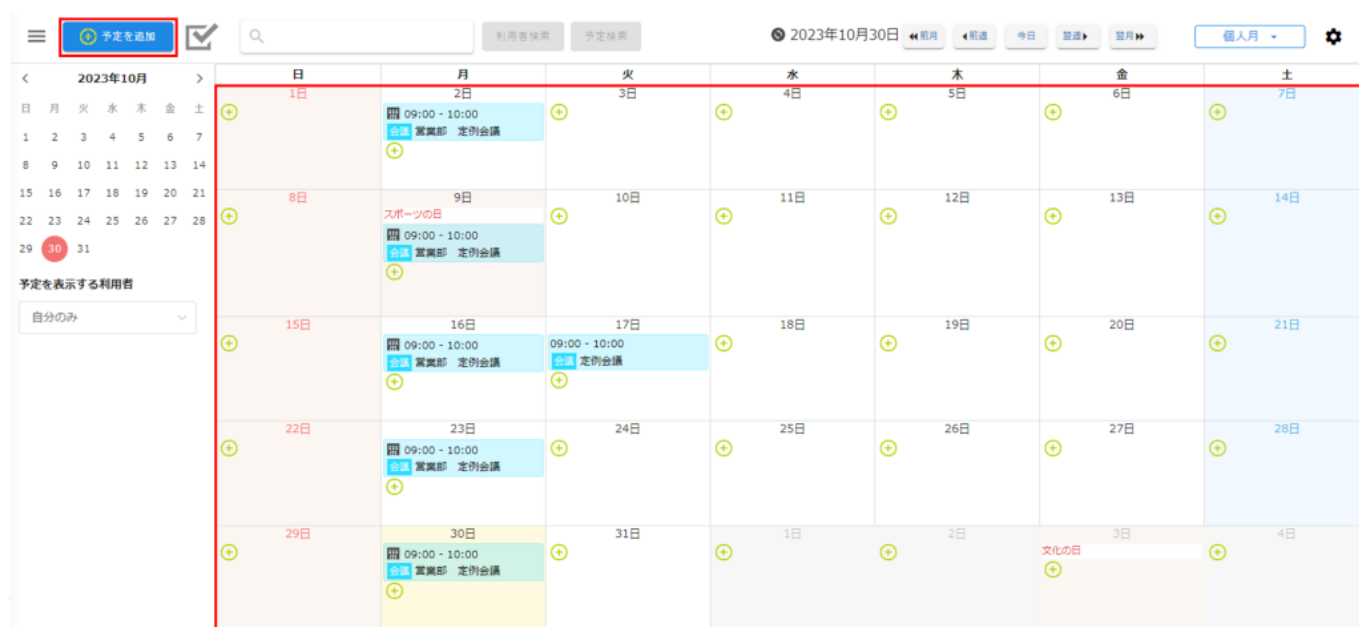 予定を追加
利用者検索 予定検索
2023年10月30日 前月 前週 今日 翌週 翌月 個人月
2023年10月
日 月 火 水 木 金 土
1 2 3 4 5 6 7
8 9 10 11 12 13 14
15 16 17 18 19 20 21
22 23 24 25 26 27 28
29 30 31
予定を表示する利用者
自分のみ
日 月 火 水 木 金 土
1日 2日 3日 4日 5日 6日 7日
09:00 - 10:00
会議 営業部 定例会議
8日 9日 10日 11日 12日 13日 14日
スポーツの日
09:00 - 10:00
会議 営業部 定例会議
15日 16日 17日 18日 19日 20日 21日
09:00 - 10:00 09:00 - 10:00
会議 営業部 定例会議 会議 定例会議
22日 23日 24日 25日 26日 27日 28日
09:00 - 10:00
会議 営業部 定例会議
29日 30日 31日 1日 2日 3日 4日
文化の日
09:00 - 10:00
会議 営業部 定例会議